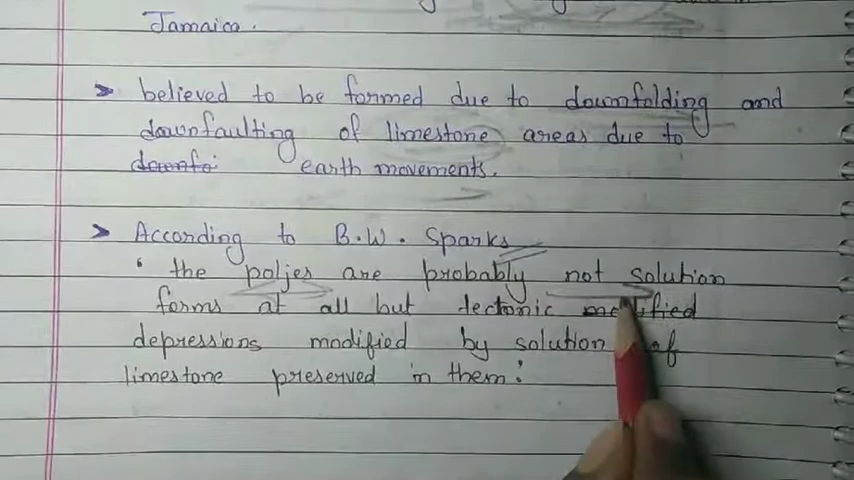 Jamaica.
➤ believed to be formed due to downfolding and
downfaulting of limestone areas due to
downfo: earth movements.
➤ According to B.W. Sparks
' the poljes are probably not solution
forms at all but tectonic modified
depressions modified by solution of
limestone preserved in them'.